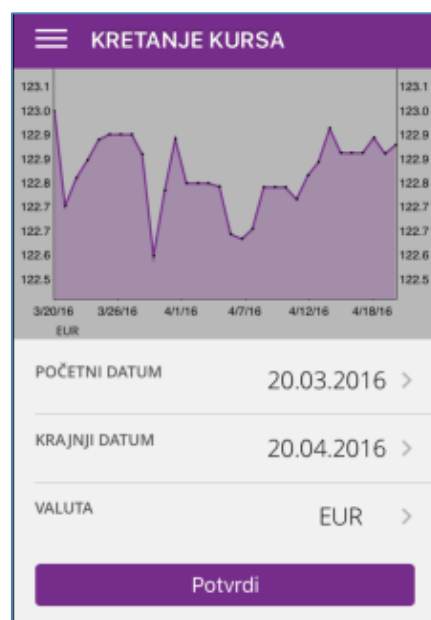 KRETANJE KURSA
123.1 123.1
123.0 123.0
122.9 122.9
122.9 122.9
122.8 122.8
122.7 122.7
122.7 122.7
122.6 122.6
122.5 122.5
3/20/16 3/26/16 4/1/16 4/7/16 4/12/16 4/18/16
EUR
POČETNI DATUM 20.03.2016 >
KRAJNJI DATUM 20.04.2016 >
VALUTA EUR >
Potvrdi